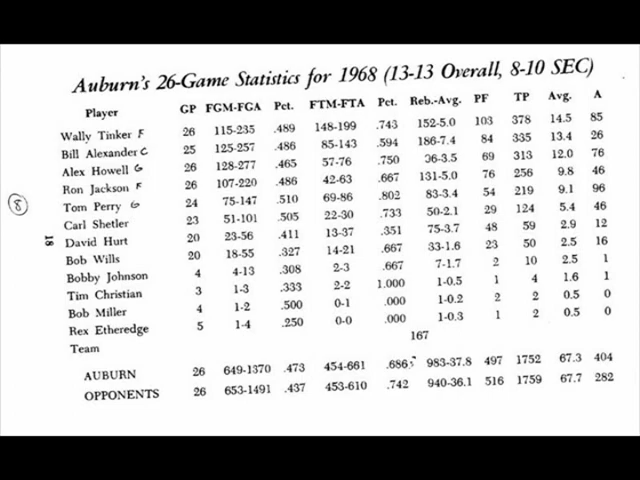 Auburn's 26-Game Statistics for 1968 (13-13 Overall, 8-10 SEC)
Player GP FGM-FGA Pct. FTM-FTA Pct. Reb.-Avg. PF TP Avg. A
Wally Tinker F 26 115-235 .489 148-199 .743 152-5.0 103 378 14.5 85
Bill Alexander C 25 125-257 .486 85-143 .594 186-7.4 84 335 13.4 26
Alex Howell G 26 128-277 .465 57-76 .750 36-3.5 69 313 12.0 76
Ron Jackson F 26 107-220 .486 42-63 .667 131-5.0 76 256 9.8 46
Tom Perry G 24 75-147 .510 69-86 .802 83-3.4 54 219 9.1 96
Carl Shetler 23 51-101 .505 22-30 .733 50-2.1 29 124 5.4 46
David Hurt 20 23-56 .411 13-37 .351 75-3.7 48 59 2.9 12
Bob Wills 20 18-55 .327 14-21 .667 33-1.6 23 50 2.5 16
Bobby Johnson 4 4-13 .308 2-3 .667 7-1.7 2 10 2.5 1
Tim Christian 3 1-3 .333 2-2 1.000 1-0.5 1 4 1.6 1
Bob Miller 4 1-2 .500 0-1 .000 1-0.2 2 2 0.5 0
Rex Etheredge 5 1-4 .250 0-0 .000 1-0.3 1 2 0.5 0
Team 167
AUBURN 26 649-1370 .473 454-661 .686 983-37.8 497 1752 67.3 404
OPPONENTS 26 653-1491 .437 453-610 .742 940-36.1 516 1759 67.7 282
8
18